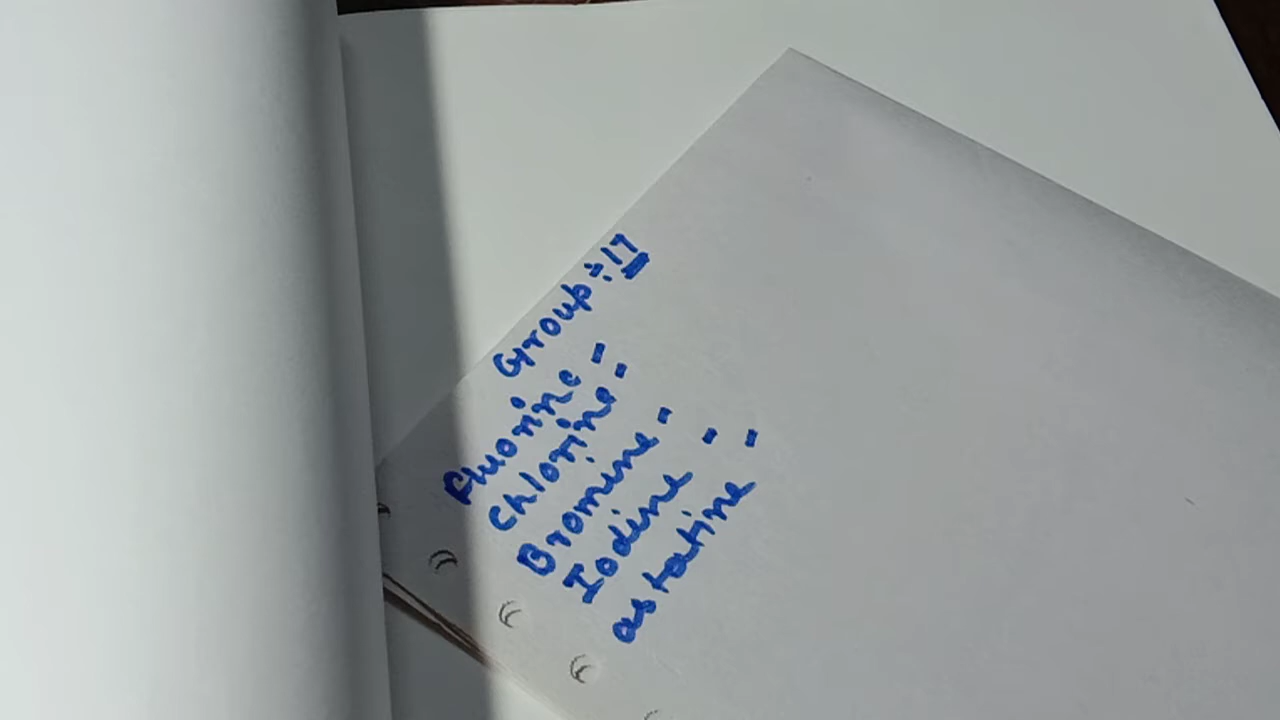 Group ÷ 17
Fluorine -
Chlorine -
Bromine -
Iodine -
astatine -